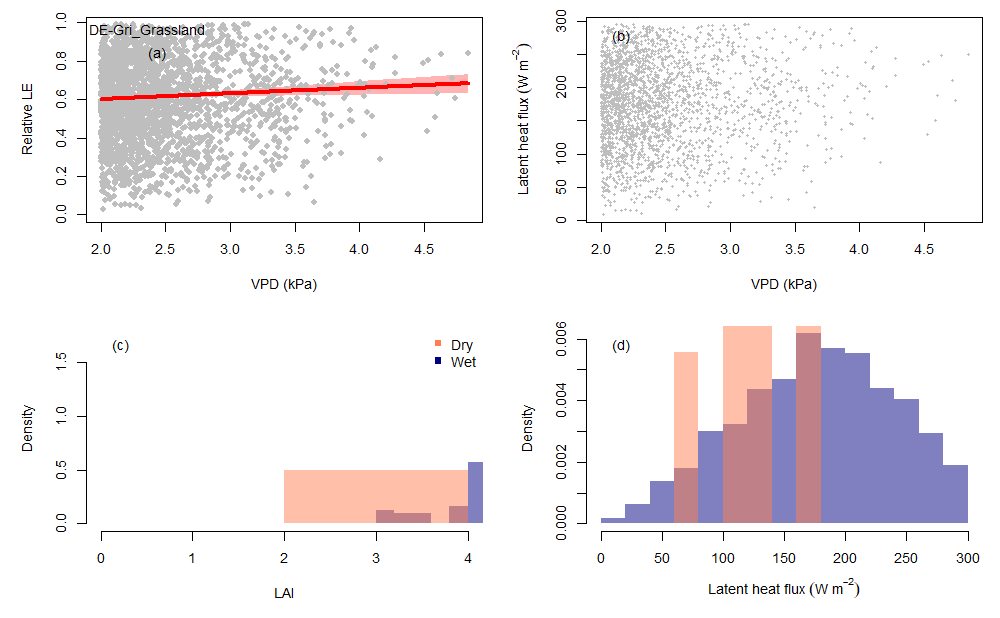 DE-Gri_Grassland
(a)
Relative LE
0.0 0.2 0.4 0.6 0.8 1.0
2.0 2.5 3.0 3.5 4.0 4.5
VPD (kPa)
(b)
Latent heat flux (W m⁻²)
0 50 100 200 300
2.0 2.5 3.0 3.5 4.0 4.5
VPD (kPa)
(c)
Dry
Wet
Density
0.0 0.5 1.0 1.5
0 1 2 3 4
LAI
(d)
Density
0.000 0.002 0.004 0.006
0 50 100 150 200 250 300
Latent heat flux (W m⁻²)